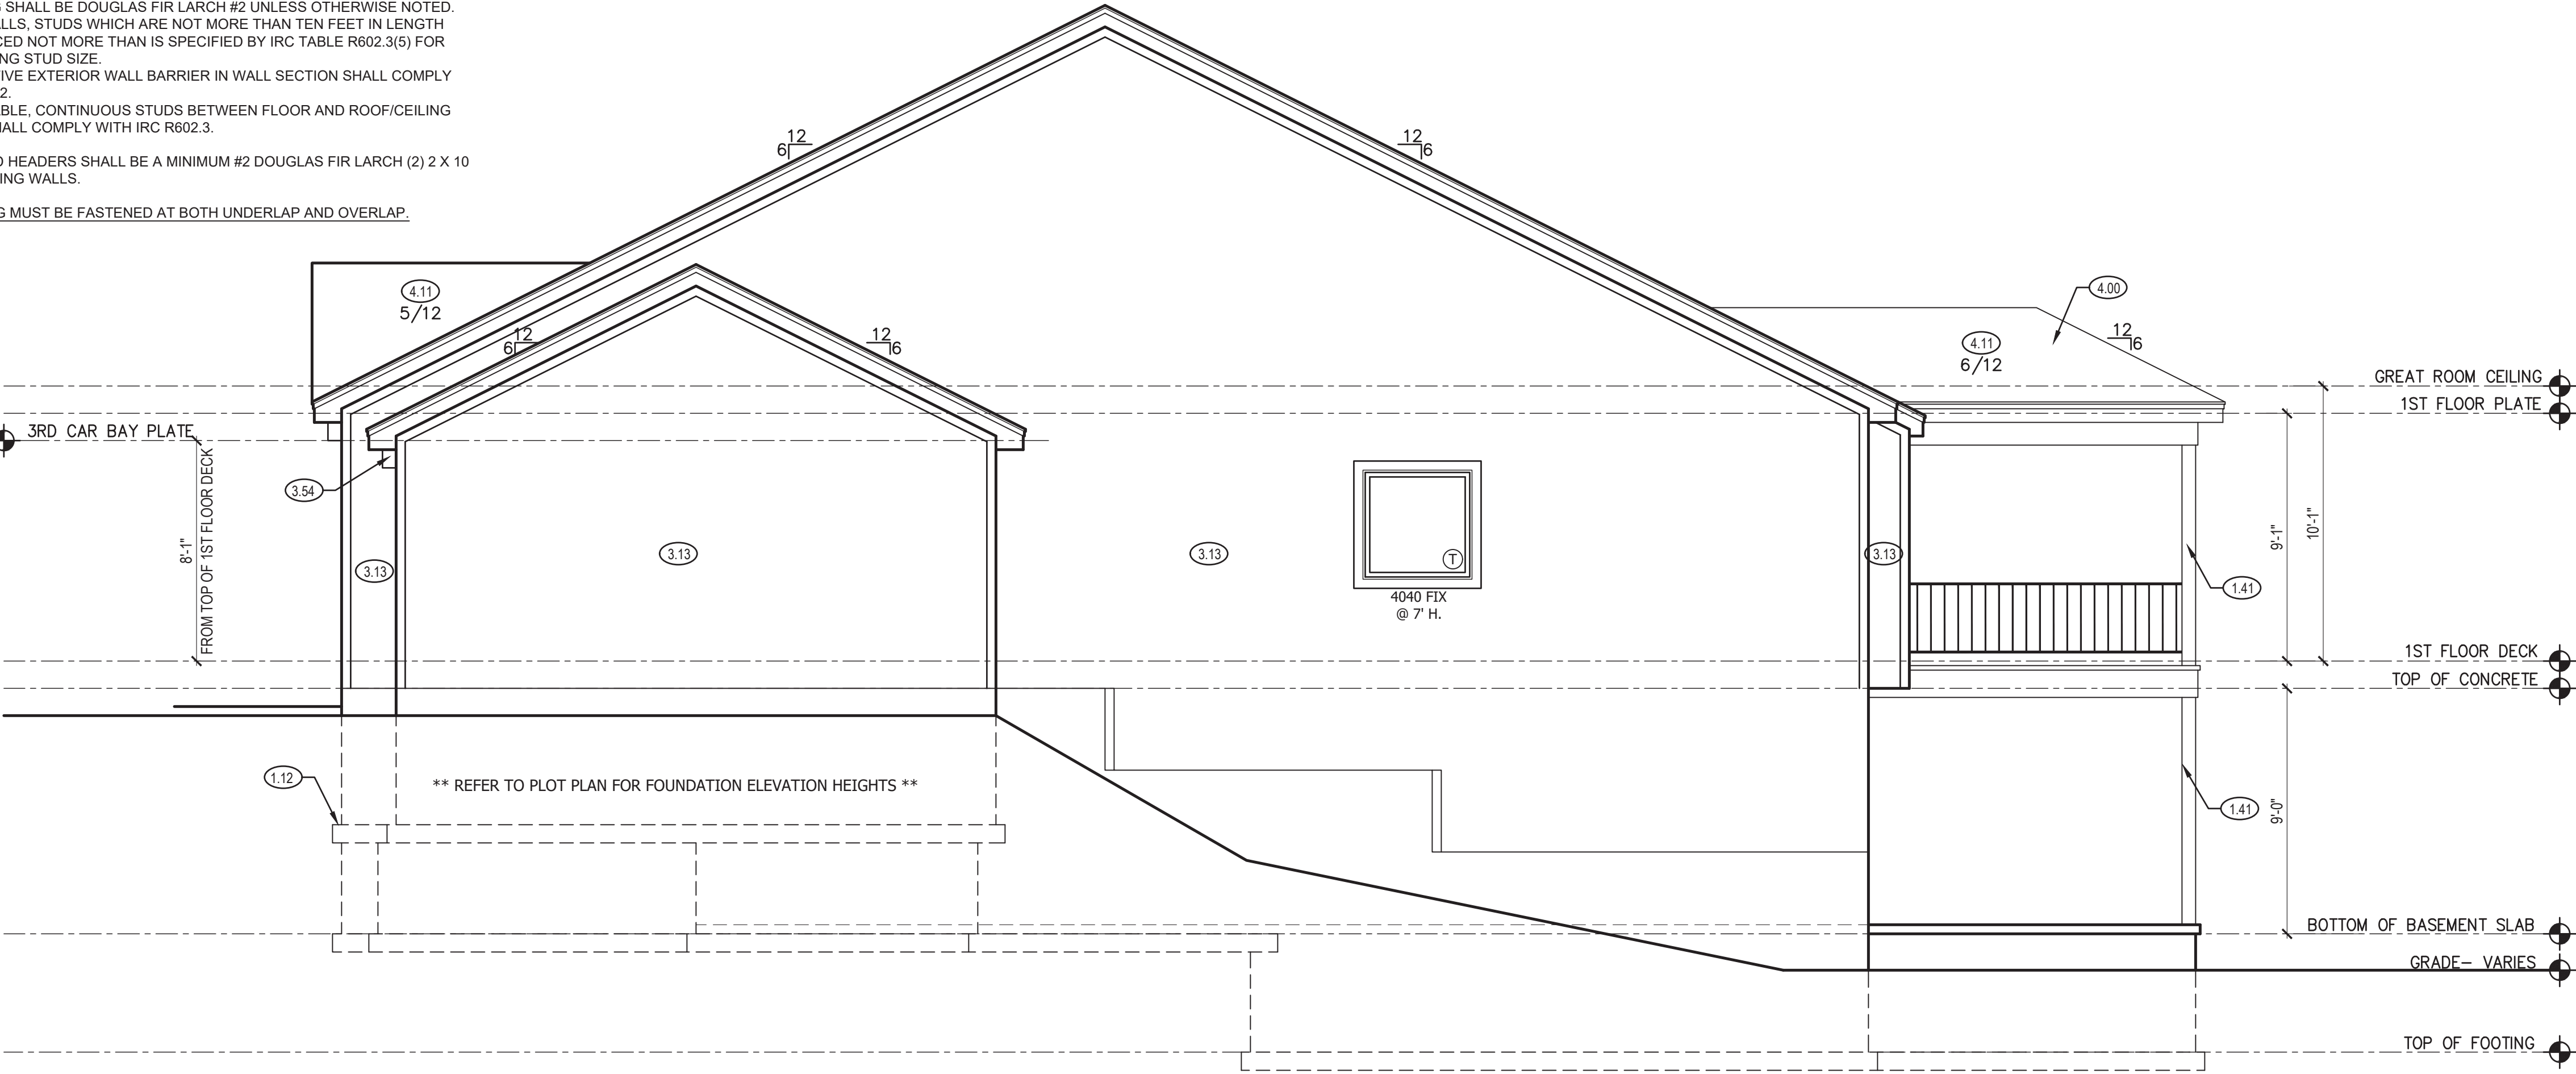 G SHALL BE DOUGLAS FIR LARCH #2 UNLESS OTHERWISE NOTED.
ALLS, STUDS WHICH ARE NOT MORE THAN TEN FEET IN LENGTH
CED NOT MORE THAN IS SPECIFIED BY IRC TABLE R602.3(5) FOR
NG STUD SIZE.
TIVE EXTERIOR WALL BARRIER IN WALL SECTION SHALL COMPLY
2.
ABLE, CONTINUOUS STUDS BETWEEN FLOOR AND ROOF/CEILING
HALL COMPLY WITH IRC R602.3.
D HEADERS SHALL BE A MINIMUM #2 DOUGLAS FIR LARCH (2) 2 X 10
ING WALLS.
G MUST BE FASTENED AT BOTH UNDERLAP AND OVERLAP.
12
6
12
6
4.11
5/12
12
6
12
6
4.00
4.11
6/12
12
6
GREAT ROOM CEILING
1ST FLOOR PLATE
3RD CAR BAY PLATE
3.54
8'-1"
FROM TOP OF 1ST FLOOR DECK
3.13
3.13
3.13
3.13
T
4040 FIX
@ 7' H.
1.41
9'-1"
10'-1"
1ST FLOOR DECK
TOP OF CONCRETE
1.12
** REFER TO PLOT PLAN FOR FOUNDATION ELEVATION HEIGHTS **
1.41
9'-0"
BOTTOM OF BASEMENT SLAB
GRADE- VARIES
TOP OF FOOTING